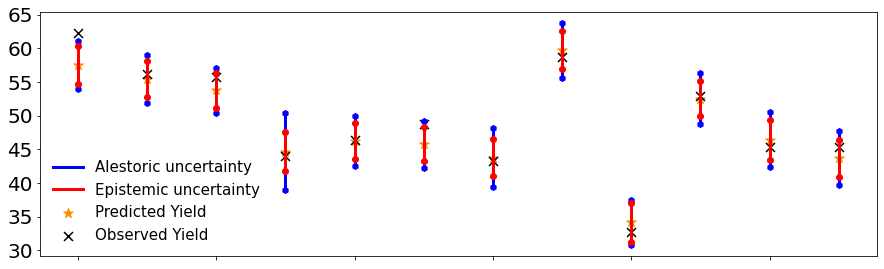 65
60
55
50
45
40
35
30
Alestoric uncertainty
Epistemic uncertainty
Predicted Yield
Observed Yield